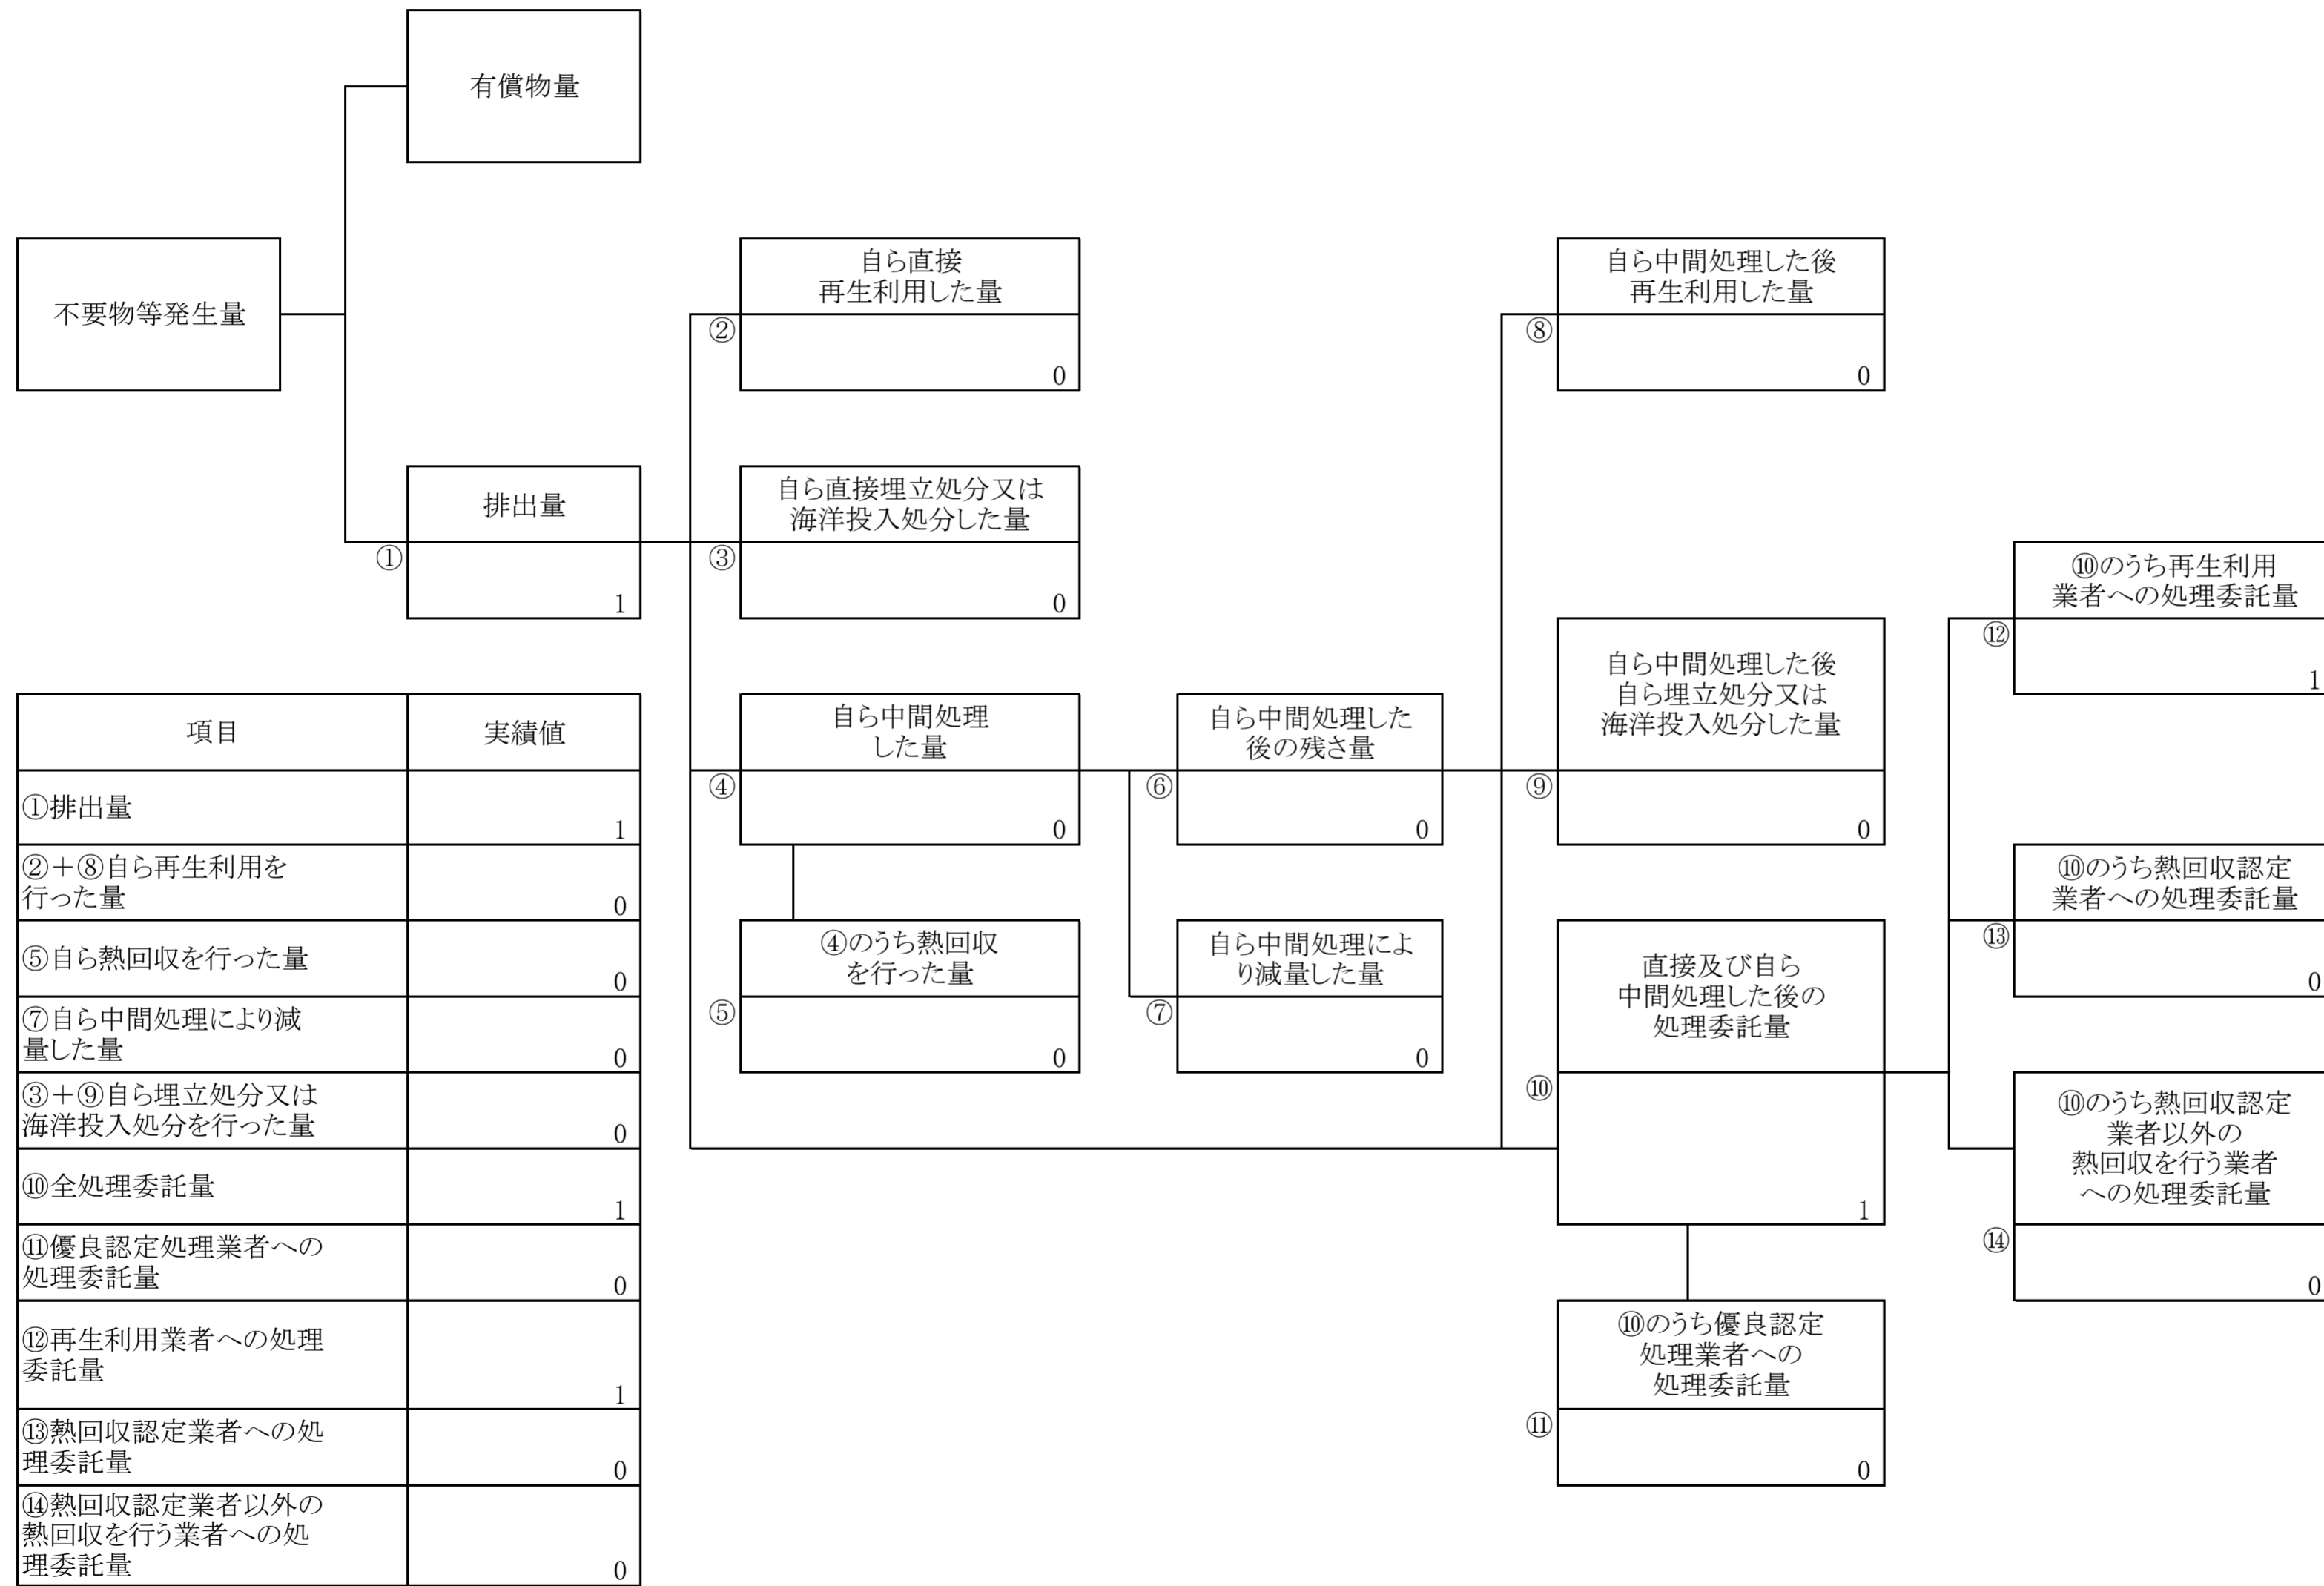 有償物量
不要物等発生量
自ら直接
再生利用した量
②
0
自ら中間処理した後
再生利用した量
⑧
0
排出量
①
1
自ら直接埋立処分又は
海洋投入処分した量
③
0
⑩のうち再生利用
業者への処理委託量
⑫
1
自ら中間処理
した量
④
0
自ら中間処理した
後の残さ量
⑥
0
自ら中間処理した後
自ら埋立処分又は
海洋投入処分した量
⑨
0
⑩のうち熱回収認定
業者への処理委託量
⑬
0
④のうち熱回収
を行った量
⑤
0
自ら中間処理によ
り減量した量
⑦
0
直接及び自ら
中間処理した後の
処理委託量
⑩
1
⑩のうち熱回収認定
業者以外の
熱回収を行う業者
への処理委託量
⑭
0
⑩のうち優良認定
処理業者への
処理委託量
⑪
0
項目 実績値
①排出量
1
②+⑧自ら再生利用を
行った量
0
⑤自ら熱回収を行った量
0
⑦自ら中間処理により減
量した量
0
③+⑨自ら埋立処分又は
海洋投入処分を行った量
0
⑩全処理委託量
1
⑪優良認定処理業者への
処理委託量
0
⑫再生利用業者への処理
委託量
1
⑬熱回収認定業者への処
理委託量
0
⑭熱回収認定業者以外の
熱回収を行う業者への処
理委託量
0